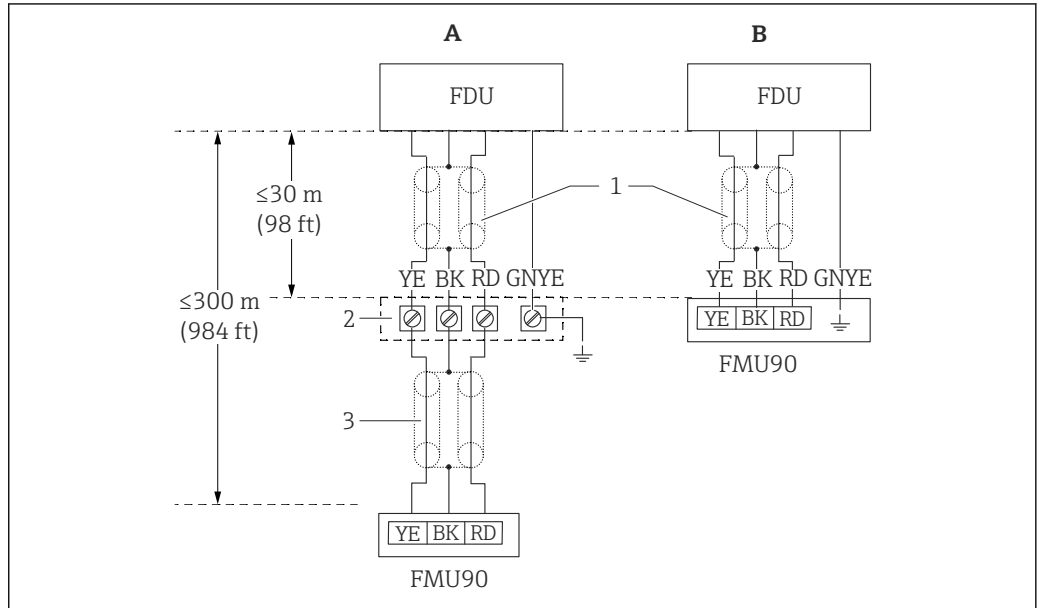 A B
FDU FDU
≤30 m
(98 ft)
1
YE BK RD GNYE YE BK RD GNYE
≤300 m
(984 ft)
2
YE BK RD
FMU90
3
YE BK RD
FMU90